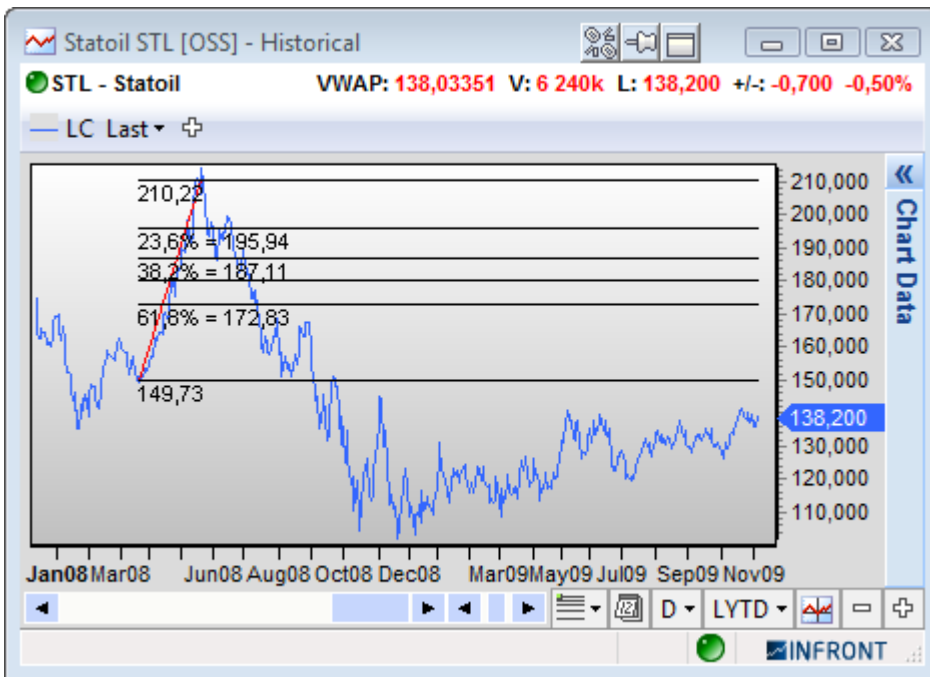 Statoil STL [OSS] - Historical
STL - Statoil VWAP: 138,03351 V: 6 240k L: 138,200 +/-: -0,700 -0,50%
LC Last
210,22
23,6% = 195,94
38,2% = 187,11
61,8% = 172,83
149,73
210,000
200,000
190,000
180,000
170,000
160,000
150,000
138,200
130,000
120,000
110,000
Chart Data
Jan08 Mar08 Jun08 Aug08 Oct08 Dec08 Mar09 May09 Jul09 Sep09 Nov09
D LYTD
INFRONT